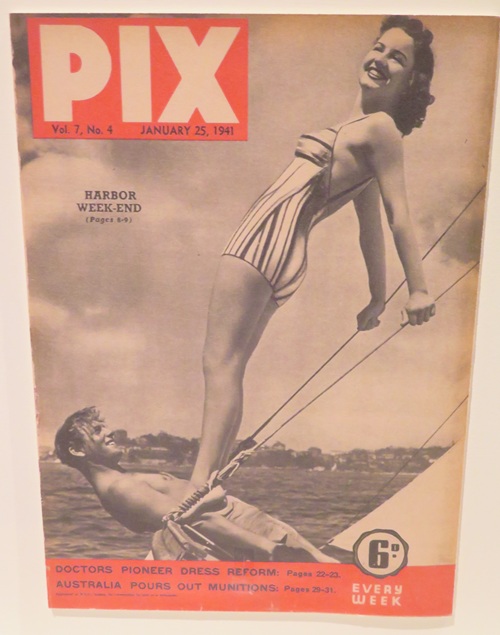 PIX
Vol. 7, No. 4 JANUARY 25, 1941
HARBOR
WEEK-END
(Pages 6-9)
6D.
EVERY
WEEK
DOCTORS PIONEER DRESS REFORM: Pages 22-23.
AUSTRALIA POURS OUT MUNITIONS: Pages 29-31.